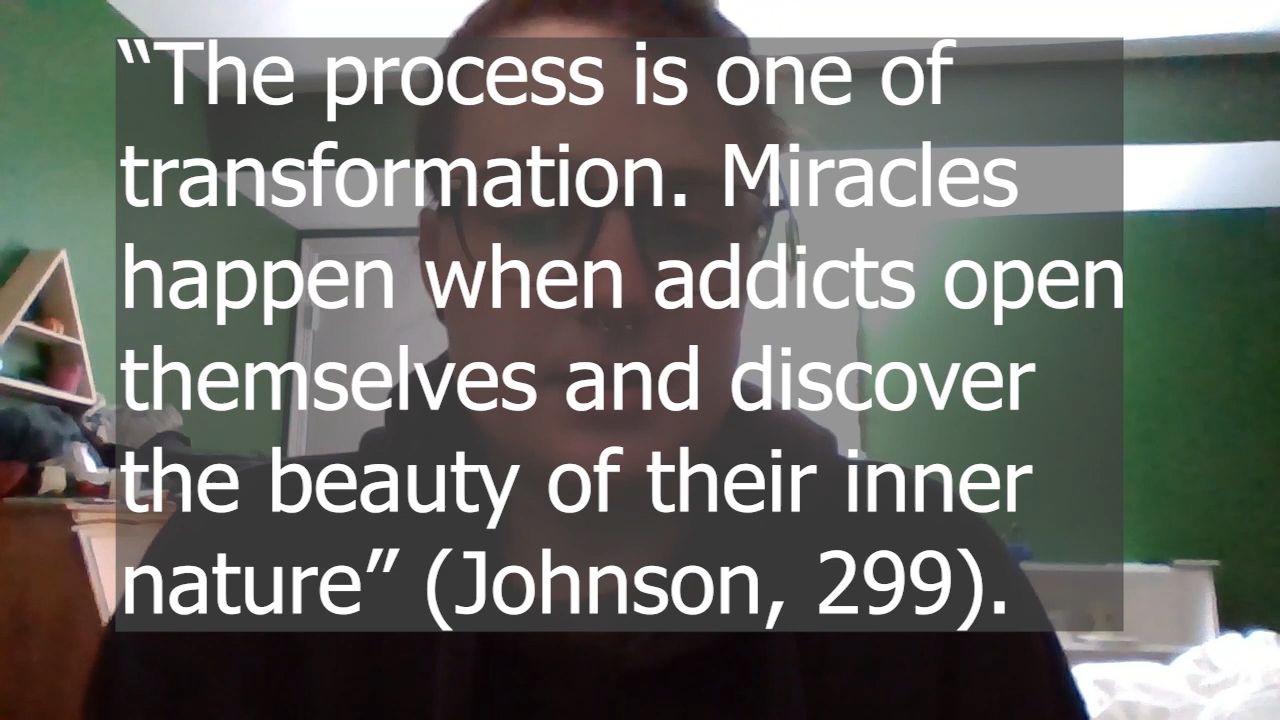 “The process is one of
transformation. Miracles
happen when addicts open
themselves and discover
the beauty of their inner
nature” (Johnson, 299).